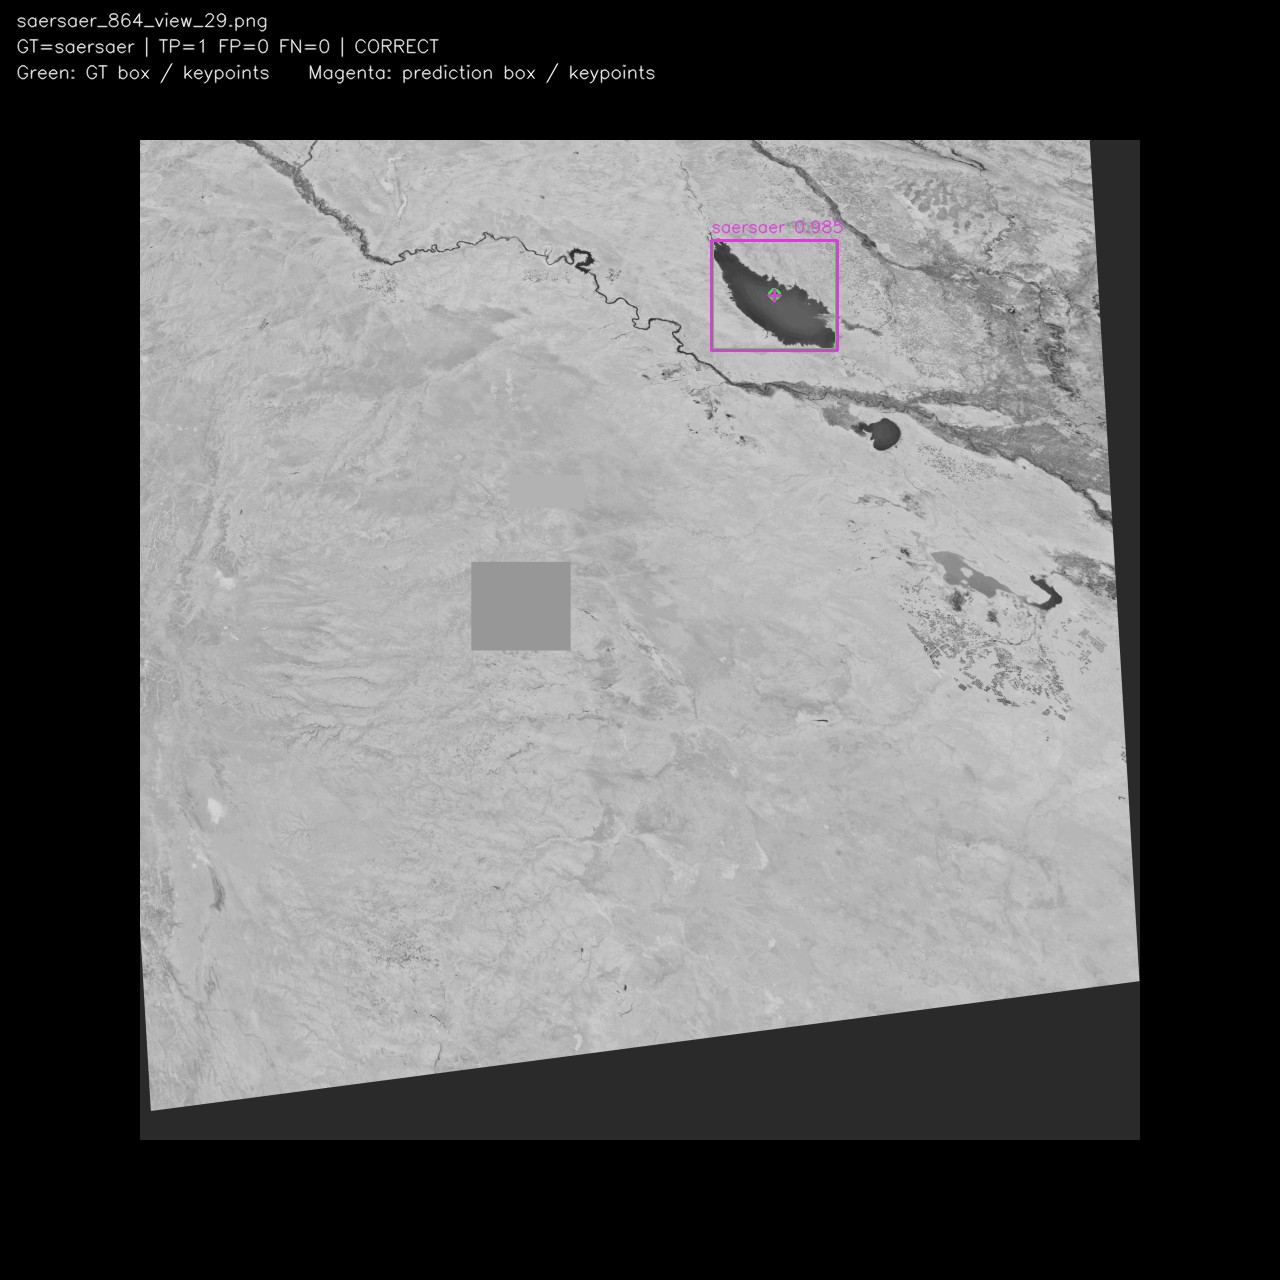 saersaer_864_view_29.png
GT=saersaer | TP=1 FP=0 FN=0 | CORRECT
Green: GT box / keypoints    Magenta: prediction box / keypoints
saersaer 0.985